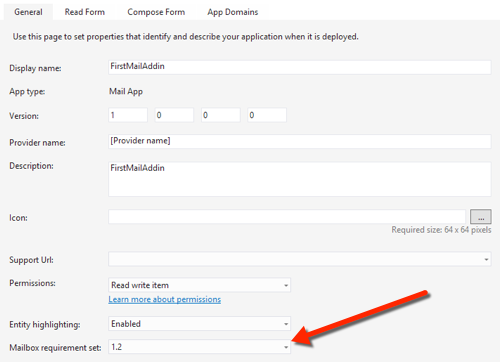 General Read Form Compose Form App Domains
Use this page to set properties that identify and describe your application when it is deployed.
Display name: FirstMailAddin
App type: Mail App
Version: 1 0 0 0
Provider name: [Provider name]
Description: FirstMailAddin
Icon: ...
Required size: 64 x 64 pixels
Support Url:
Permissions: Read write item
Learn more about permissions
Entity highlighting: Enabled
Mailbox requirement set: 1.2